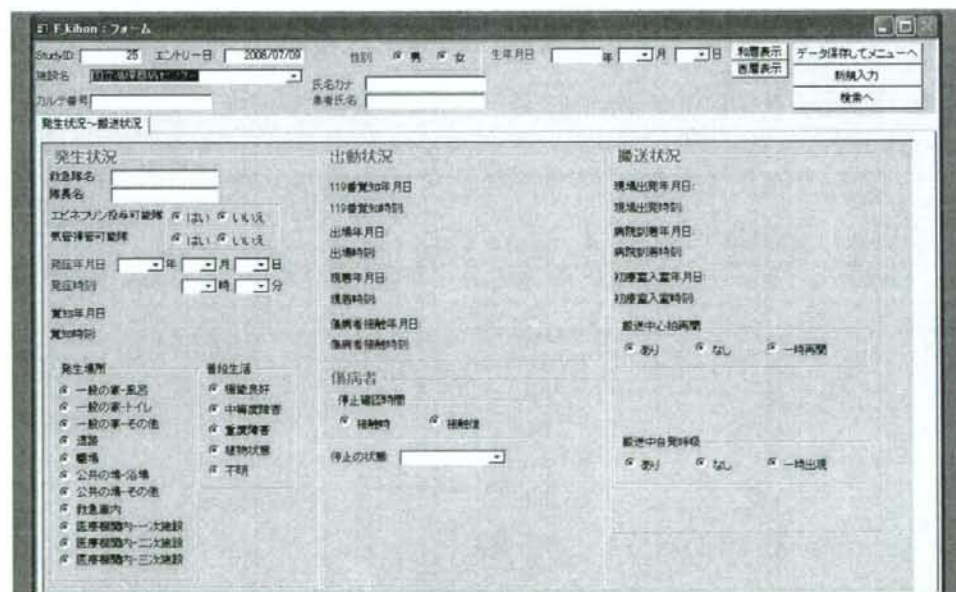 F_kihon : フォーム
StudyID 25 エントリー日 2008/07/09 性別 男 女 生年月日 年 月 日 和暦表示 データ保存してメニューへ
西暦表示 新規入力
施設名
氏名カナ
カルテ番号 患者氏名 検索へ
発生状況～搬送状況
発生状況
救急隊名
隊長名
エピネフリン投与可能隊 はい いいえ
気管挿管可能隊 はい いいえ
発症年月日 年 月 日
発症時刻 時 分
覚知年月日
覚知時刻
発生場所
一般の家-風呂
一般の家-トイレ
一般の家-その他
道路
職場
公共の場-浴場
公共の場-その他
救急車内
医療機関内-一次施設
医療機関内-二次施設
医療機関内-三次施設
普段生活
機能良好
中等度障害
重度障害
植物状態
不明
出動状況
119番覚知年月日
119番覚知時刻
出場年月日
出場時刻
現着年月日
現着時刻
傷病者接触年月日
傷病者接触時刻
傷病者
停止確認時間
接触時 接触後
停止の状態
搬送状況
現場出発年月日:
現場出発時刻:
病院到着年月日:
病院到着時刻:
初療室入室年月日:
初療室入室時刻:
搬送中心拍再開
あり なし 一時再開
搬送中自発呼吸
あり なし 一時出現